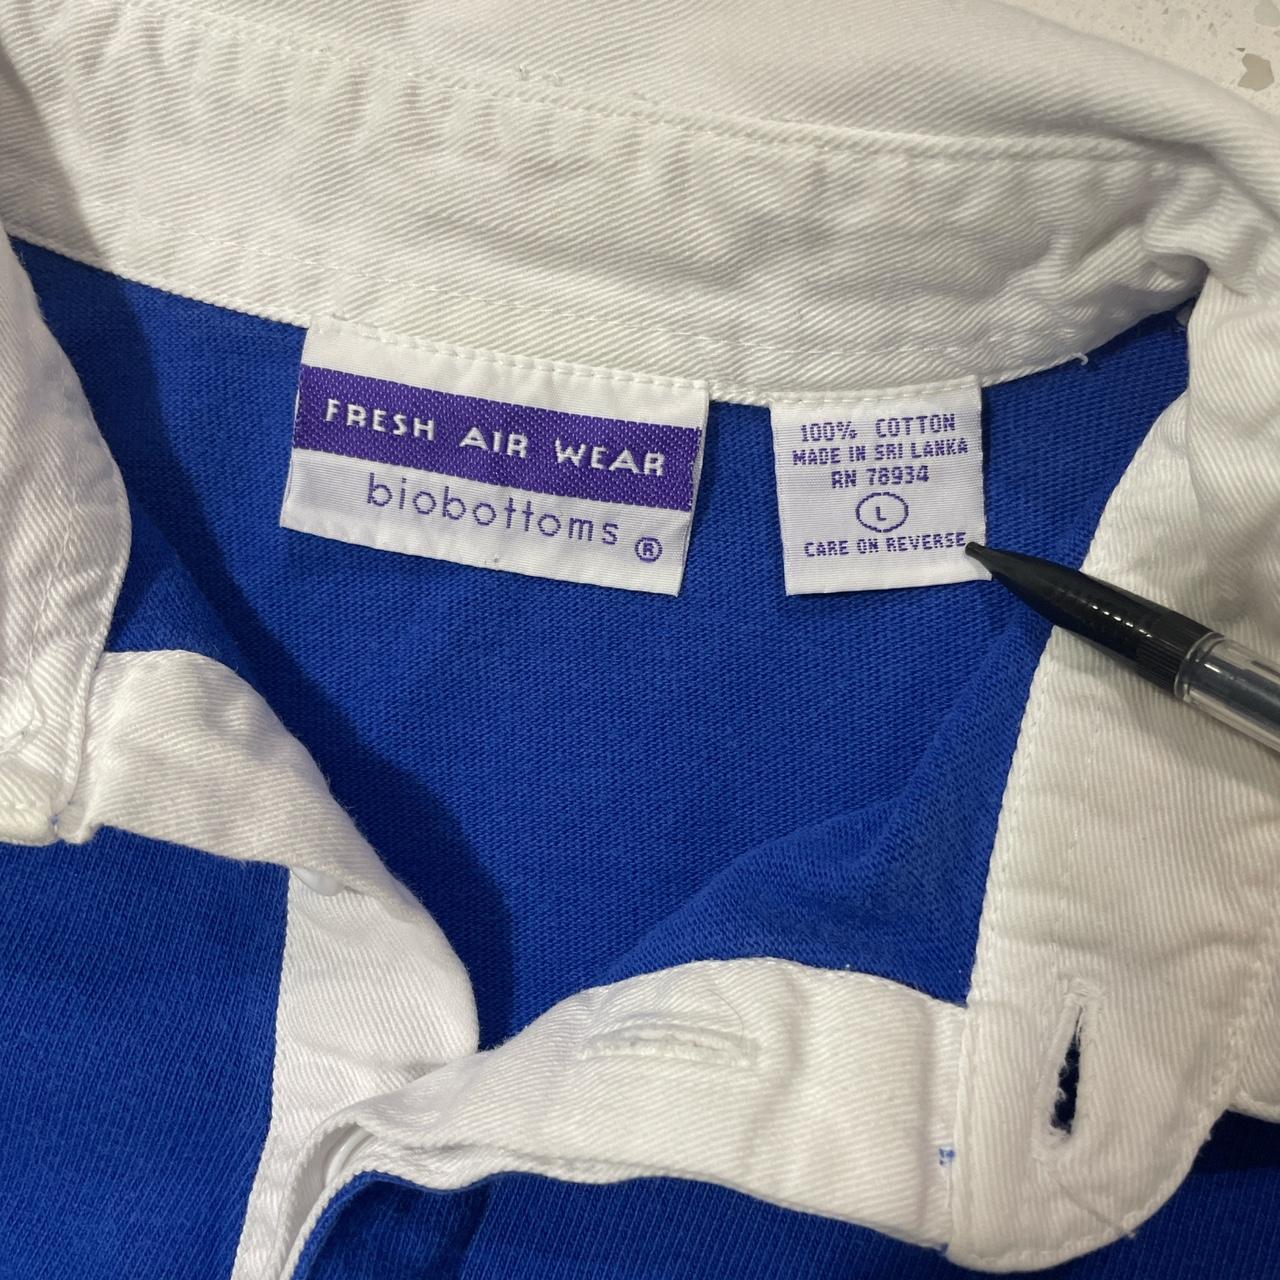 FRESH AIR WEAR
biobottoms ®
100% COTTON
MADE IN SRI LANKA
RN 78934
L
CARE ON REVERSE